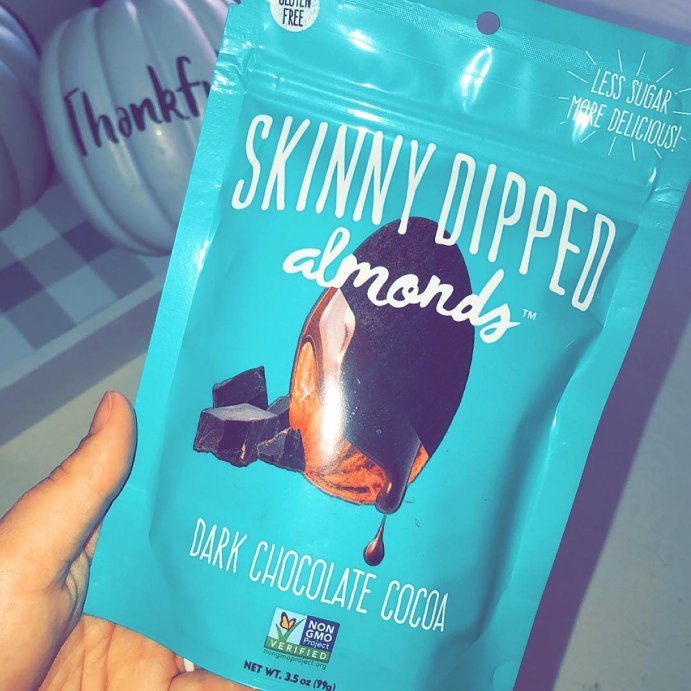 GLUTEN
FREE
Thankf
LESS SUGAR
MORE DELICIOUS!
SKINNY DIPPED
almonds™
DARK CHOCOLATE COCOA
NON
GMO
Project
VERIFIED
nongmoproject.org
NET WT. 3.5 oz (99g)